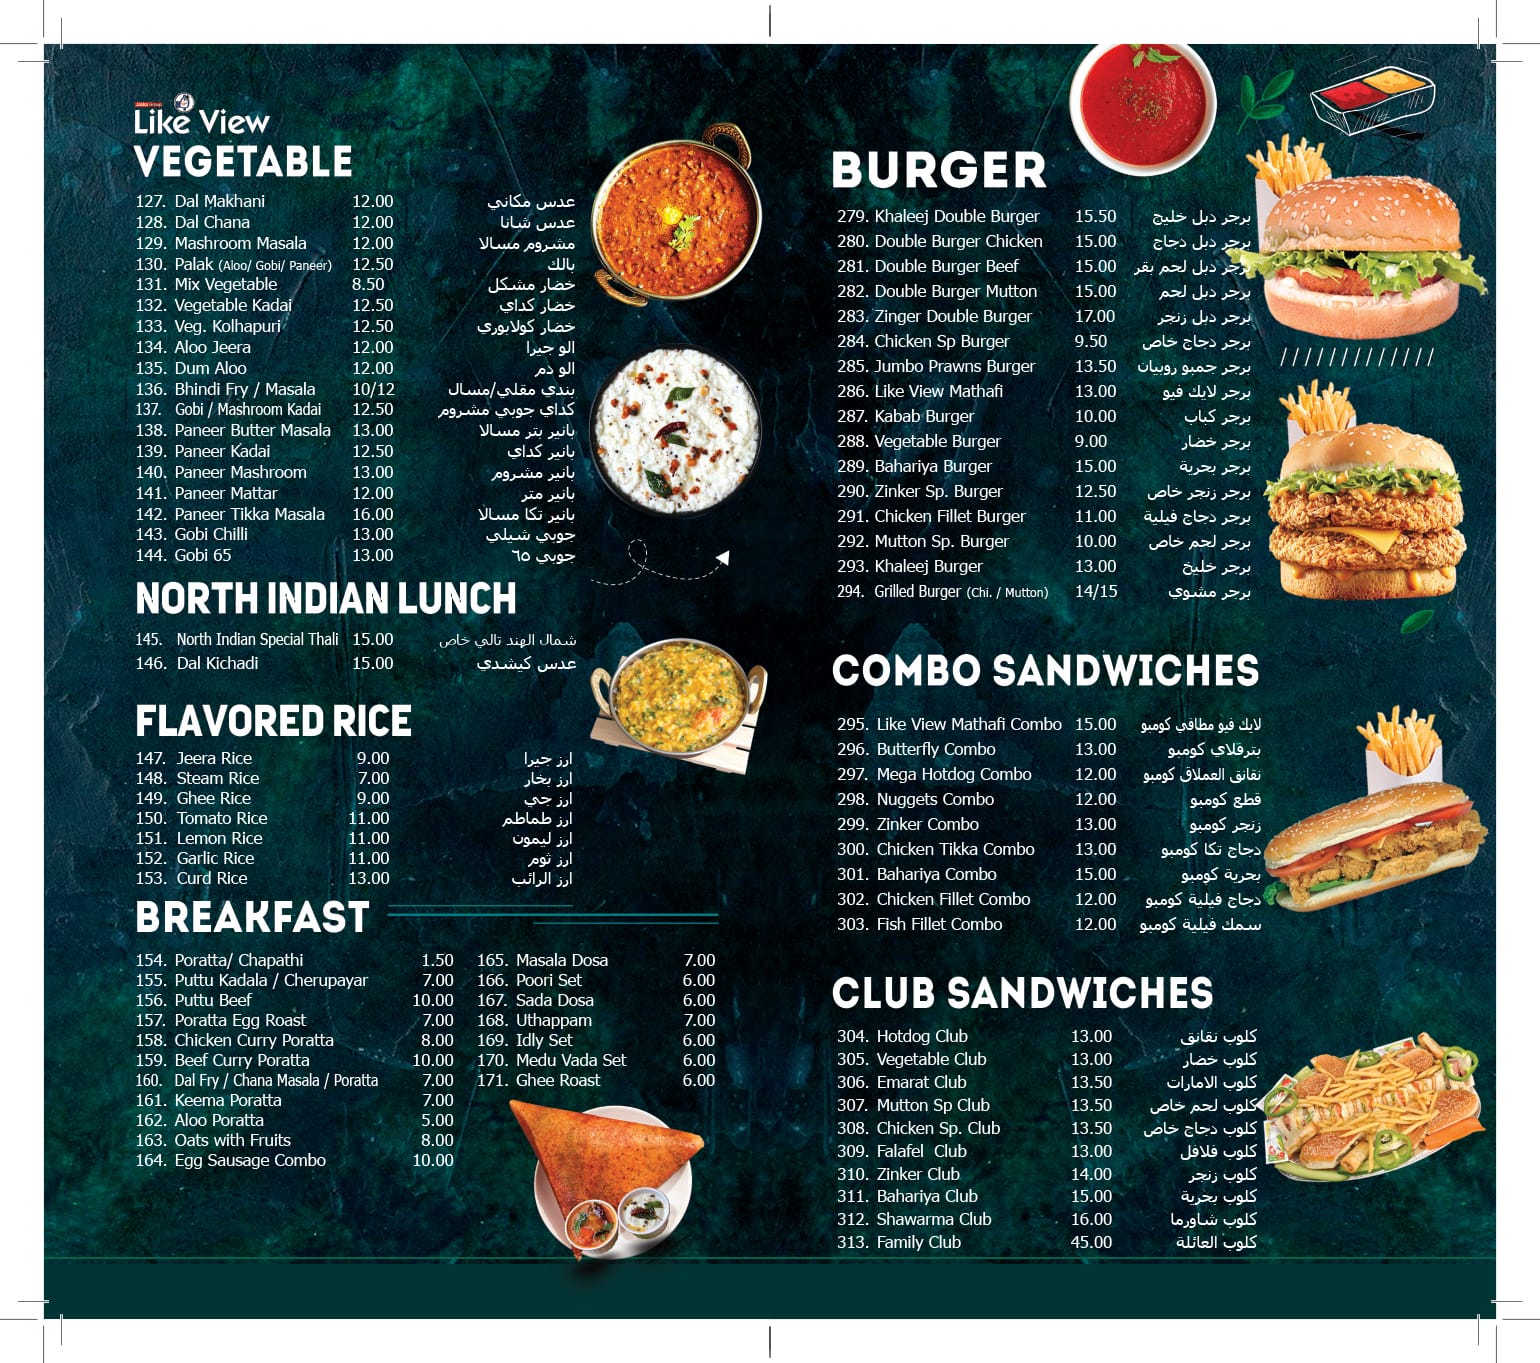 Jaska Group
Like View
VEGETABLE
127. Dal Makhani 12.00 عدس مكاني
128. Dal Chana 12.00 عدس شانا
129. Mashroom Masala 12.00 مشروم مسالا
130. Palak (Aloo/ Gobi/ Paneer) 12.50 بالك
131. Mix Vegetable 8.50 خضار مشكل
132. Vegetable Kadai 12.50 خضار كداي
133. Veg. Kolhapuri 12.50 خضار كولابوري
134. Aloo Jeera 12.00 الو جيرا
135. Dum Aloo 12.00 الو دم
136. Bhindi Fry / Masala 10/12 بندي مقلي/مسال
137. Gobi / Mashroom Kadai 12.50 كداي جوبي مشروم
138. Paneer Butter Masala 13.00 بانير بتر مسالا
139. Paneer Kadai 12.50 بانير كداي
140. Paneer Mashroom 13.00 بانير مشروم
141. Paneer Mattar 12.00 بانير متر
142. Paneer Tikka Masala 16.00 بانير تكا مسالا
143. Gobi Chilli 13.00 جوبي شيلي
144. Gobi 65 13.00 جوبي ٦٥
NORTH INDIAN LUNCH
145. North Indian Special Thali 15.00 شمال الهند تالي خاص
146. Dal Kichadi 15.00 عدس كيشدي
FLAVORED RICE
147. Jeera Rice 9.00 ارز جيرا
148. Steam Rice 7.00 ارز بخار
149. Ghee Rice 9.00 ارز جي
150. Tomato Rice 11.00 ارز طماطم
151. Lemon Rice 11.00 ارز ليمون
152. Garlic Rice 11.00 ارز ثوم
153. Curd Rice 13.00 ارز الرائب
BREAKFAST
154. Poratta/ Chapathi 1.50
155. Puttu Kadala / Cherupayar 7.00
156. Puttu Beef 10.00
157. Poratta Egg Roast 7.00
158. Chicken Curry Poratta 8.00
159. Beef Curry Poratta 10.00
160. Dal Fry / Chana Masala / Poratta 7.00
161. Keema Poratta 7.00
162. Aloo Poratta 5.00
163. Oats with Fruits 8.00
164. Egg Sausage Combo 10.00
165. Masala Dosa 7.00
166. Poori Set 6.00
167. Sada Dosa 6.00
168. Uthappam 7.00
169. Idly Set 6.00
170. Medu Vada Set 6.00
171. Ghee Roast 6.00
BURGER
279. Khaleej Double Burger 15.50 برجر دبل خليج
280. Double Burger Chicken 15.00 برجر دبل دجاج
281. Double Burger Beef 15.00 برجر دبل لحم بقر
282. Double Burger Mutton 15.00 برجر دبل لحم
283. Zinger Double Burger 17.00 برجر دبل زنجر
284. Chicken Sp Burger 9.50 برجر دجاج خاص
285. Jumbo Prawns Burger 13.50 برجر جمبو روبيان
286. Like View Mathafi 13.00 برجر لايك فيو
287. Kabab Burger 10.00 برجر كباب
288. Vegetable Burger 9.00 برجر خضار
289. Bahariya Burger 15.00 برجر بحرية
290. Zinker Sp. Burger 12.50 برجر زنجر خاص
291. Chicken Fillet Burger 11.00 برجر دجاج فيلية
292. Mutton Sp. Burger 10.00 برجر لحم خاص
293. Khaleej Burger 13.00 برجر خليخ
294. Grilled Burger (Chi. / Mutton) 14/15 برجر مشوي
COMBO SANDWICHES
295. Like View Mathafi Combo 15.00 لايك فيو مطافي كومبو
296. Butterfly Combo 13.00 بترفلاي كومبو
297. Mega Hotdog Combo 12.00 نقانق العملاق كومبو
298. Nuggets Combo 12.00 قطع كومبو
299. Zinker Combo 13.00 زنجر كومبو
300. Chicken Tikka Combo 13.00 دجاج تكا كومبو
301. Bahariya Combo 15.00 بحرية كومبو
302. Chicken Fillet Combo 12.00 دجاج فيلية كومبو
303. Fish Fillet Combo 12.00 سمك فيلية كومبو
CLUB SANDWICHES
304. Hotdog Club 13.00 كلوب نقانق
305. Vegetable Club 13.00 كلوب خضار
306. Emarat Club 13.50 كلوب الامارات
307. Mutton Sp Club 13.50 كلوب لحم خاص
308. Chicken Sp. Club 13.50 كلوب دجاج خاص
309. Falafel Club 13.00 كلوب فلافل
310. Zinker Club 14.00 كلوب زنجر
311. Bahariya Club 15.00 كلوب بحرية
312. Shawarma Club 16.00 كلوب شاورما
313. Family Club 45.00 كلوب العائلة